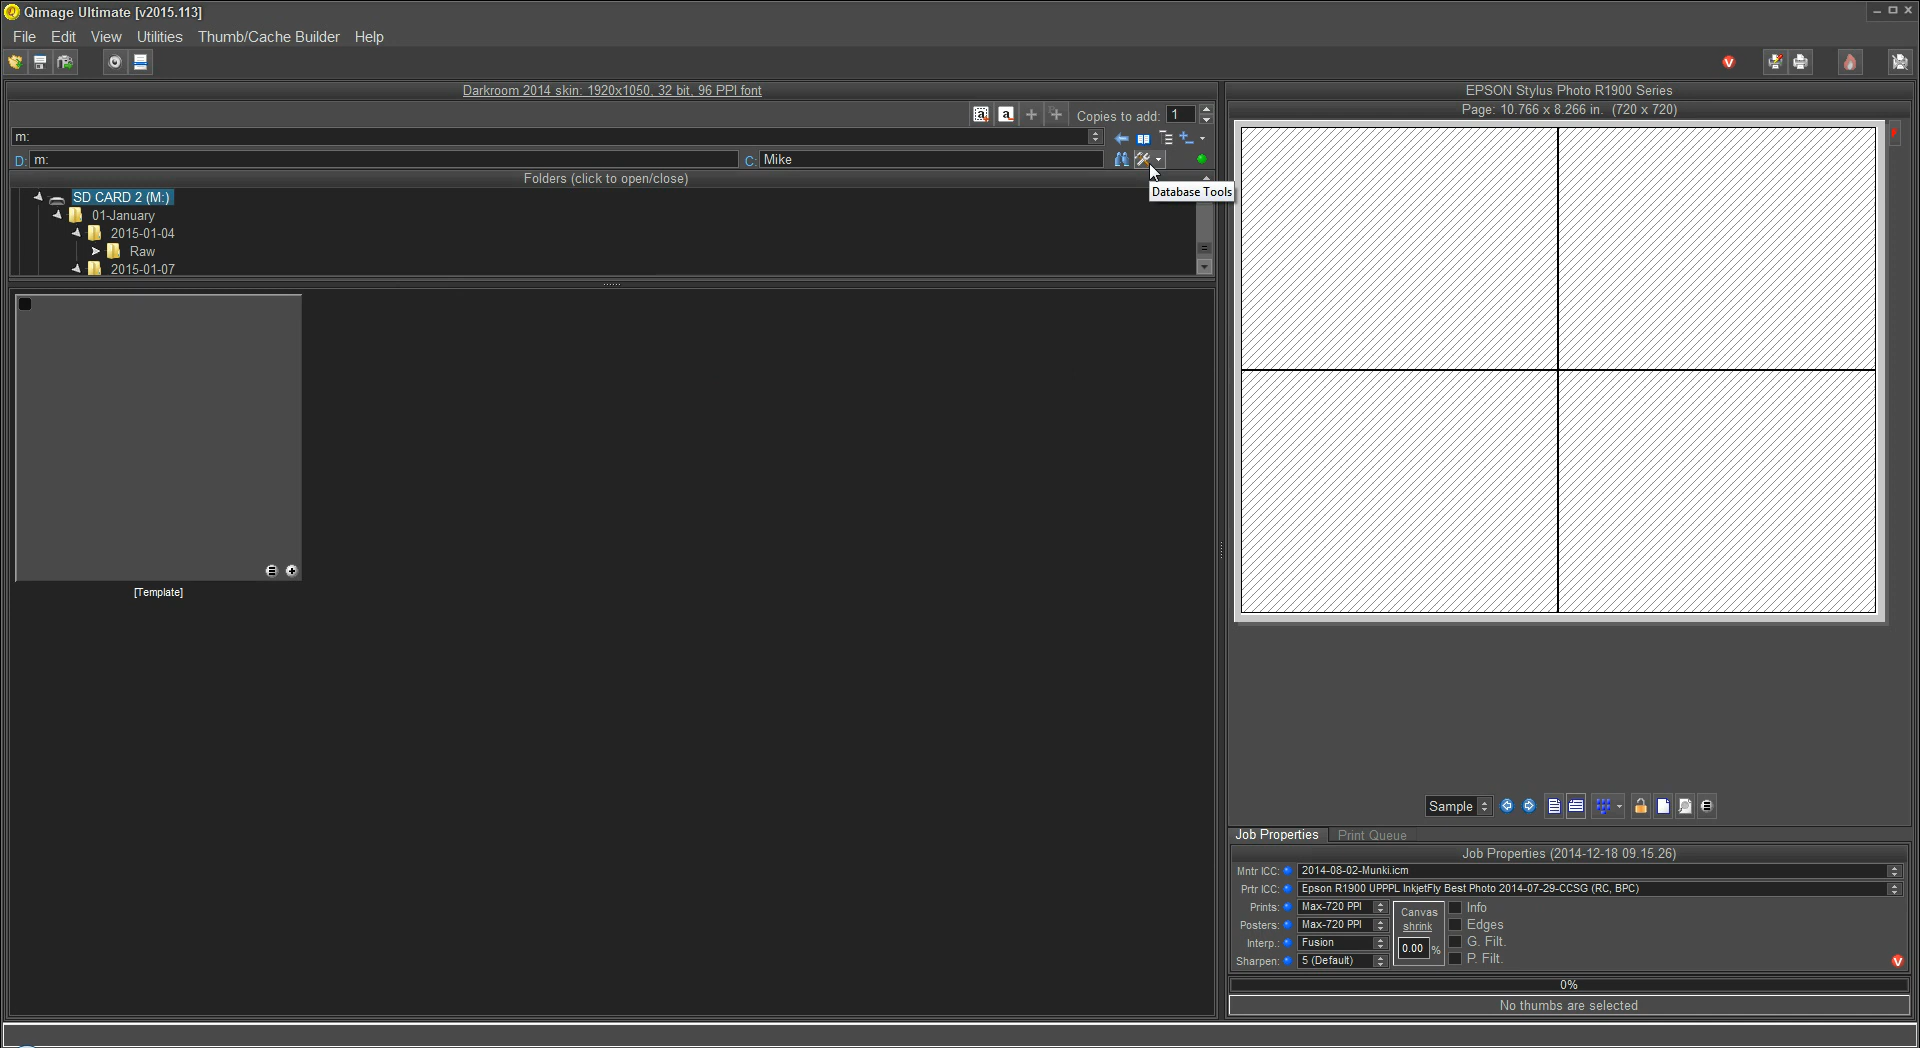 Qimage Ultimate [v2015.113]
File Edit View Utilities Thumb/Cache Builder Help
Darkroom 2014 skin: 1920x1050, 32 bit, 96 PPI font
Copies to add: 1
m:
D: m: C: Mike
Folders (click to open/close)
Database Tools
SD CARD 2 (M:)
01-January
2015-01-04
Raw
2015-01-07
[Template]
EPSON Stylus Photo R1900 Series
Page: 10.766 x 8.266 in. (720 x 720)
Sample
Job Properties Print Queue
Job Properties (2014-12-18 09.15.26)
Mntr ICC: 2014-08-02-Munki.icm
Prtr ICC: Epson R1900 UPPPL InkjetFly Best Photo 2014-07-29-CCSG (RC, BPC)
Prints: Max-720 PPI
Posters: Max-720 PPI
Interp.: Fusion
Sharpen: 5 (Default)
Canvas
shrink
0.00 %
Info
Edges
G. Filt.
P. Filt.
0%
No thumbs are selected